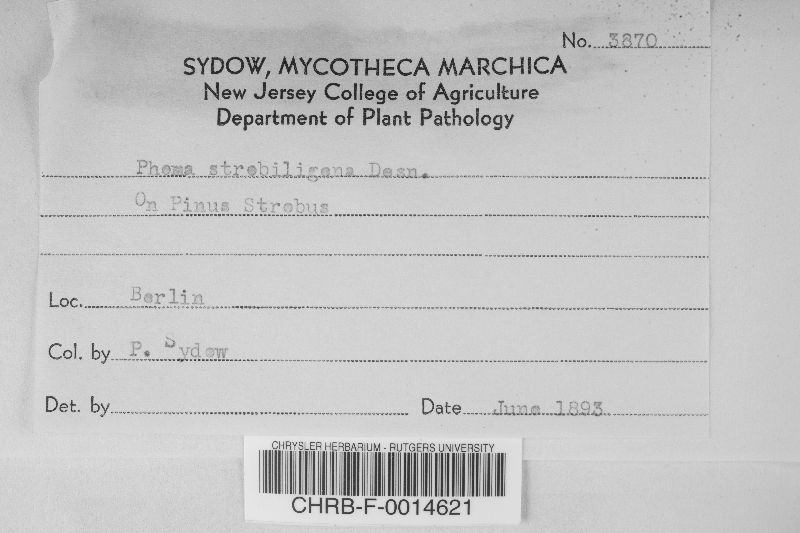 No. 3870
SYDOW, MYCOTHECA MARCHICA
New Jersey College of Agriculture
Department of Plant Pathology
Phoma strobiligena Desn.
On Pinus Strobus
Loc. Berlin
Col. by P. Sydow
Det. by
Date June 1893
CHRYSLER HERBARIUM - RUTGERS UNIVERSITY
CHRB-F-0014621